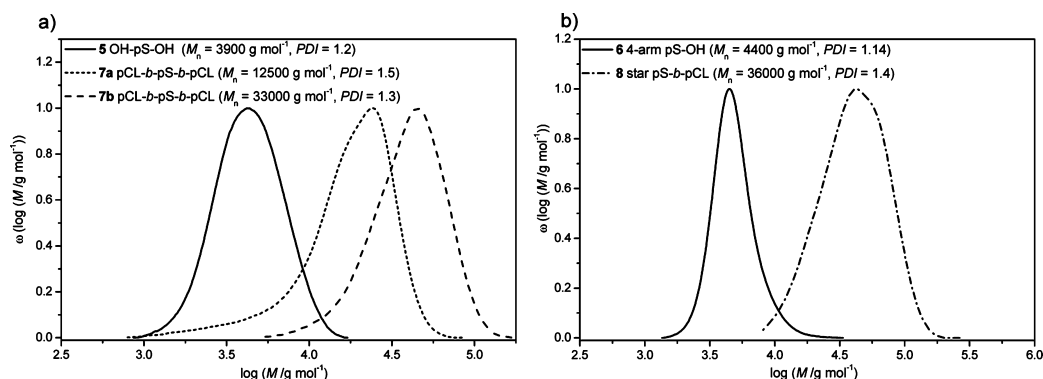 a)
5 OH-pS-OH (Mn = 3900 g mol-1, PDI = 1.2)
7a pCL-b-pS-b-pCL (Mn = 12500 g mol-1, PDI = 1.5)
7b pCL-b-pS-b-pCL (Mn = 33000 g mol-1, PDI = 1.3)
1.2
1.0
0.8
0.6
0.4
0.2
0.0
ω (log (M /g mol-1))
2.5 3.0 3.5 4.0 4.5 5.0
log (M /g mol-1)
b)
6 4-arm pS-OH (Mn = 4400 g mol-1, PDI = 1.14)
8 star pS-b-pCL (Mn = 36000 g mol-1, PDI = 1.4)
1.2
1.0
0.8
0.6
0.4
0.2
0.0
ω (log (M /g mol-1))
2.5 3.0 3.5 4.0 4.5 5.0 5.5 6.0
log (M /g mol-1)